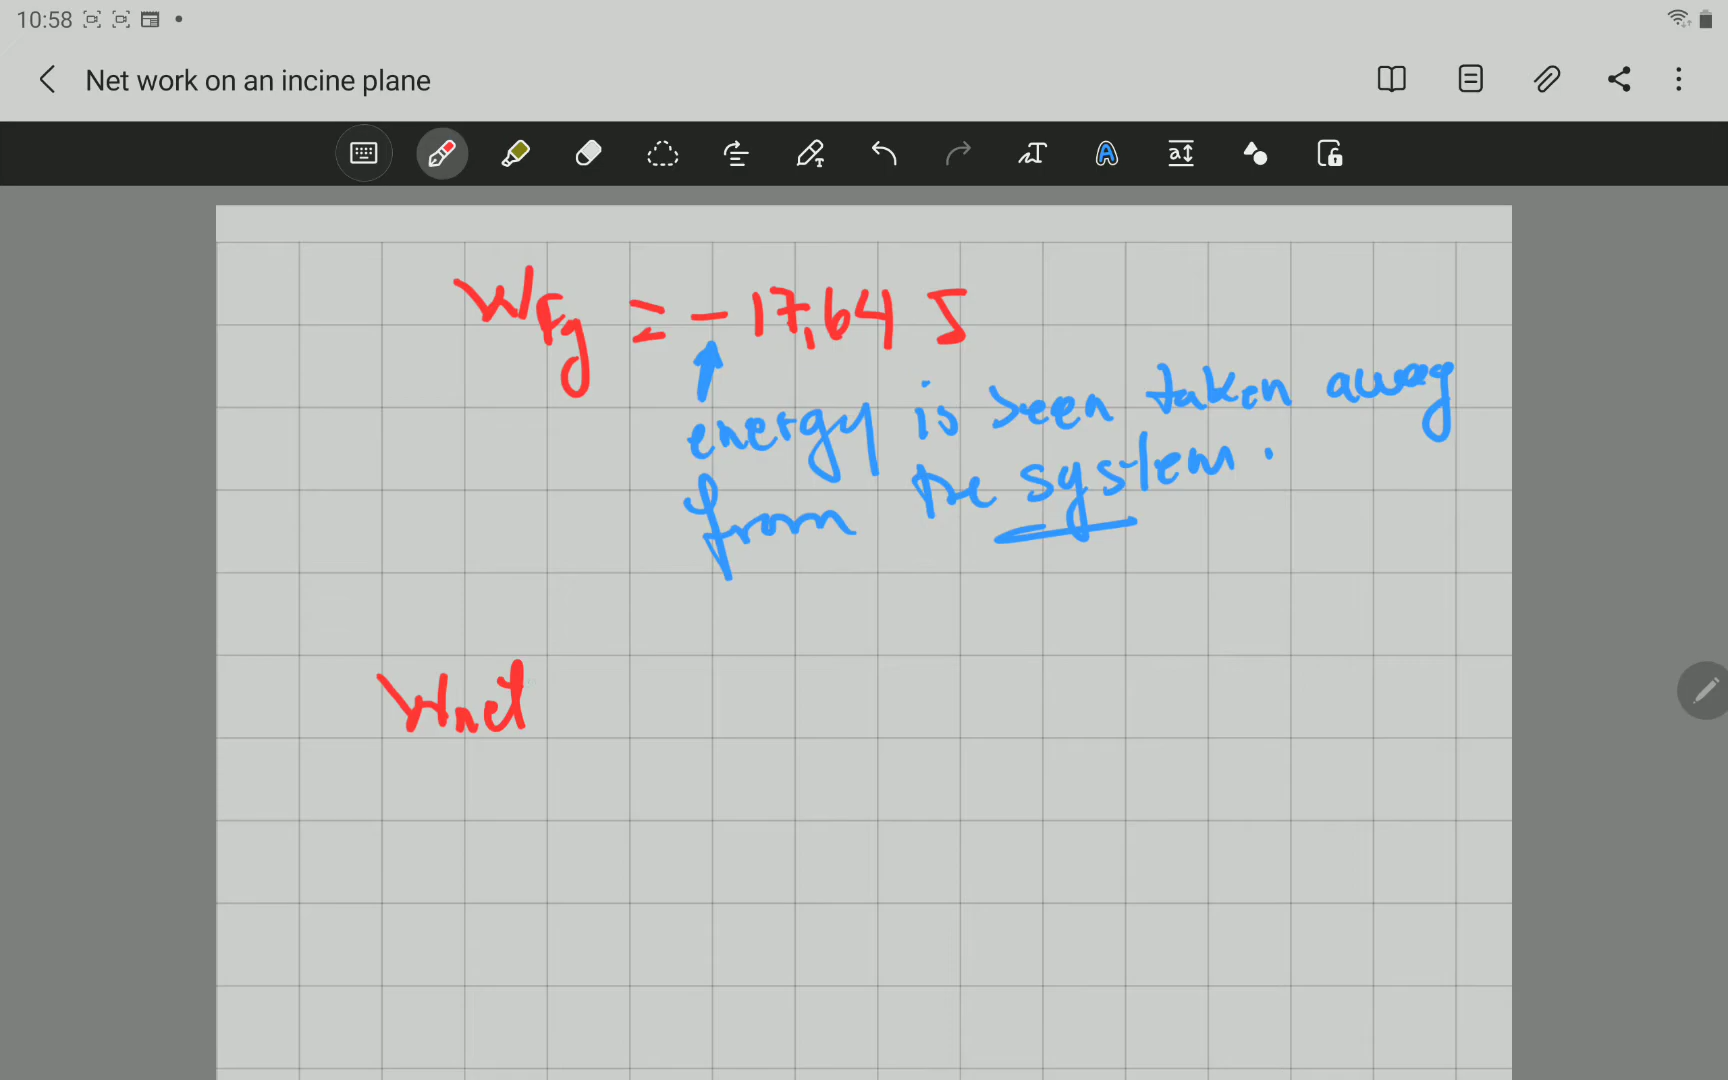 10:58
Net work on an incine plane
WFg = - 17,64 J
energy is seen taken away
from the system.
Wnet